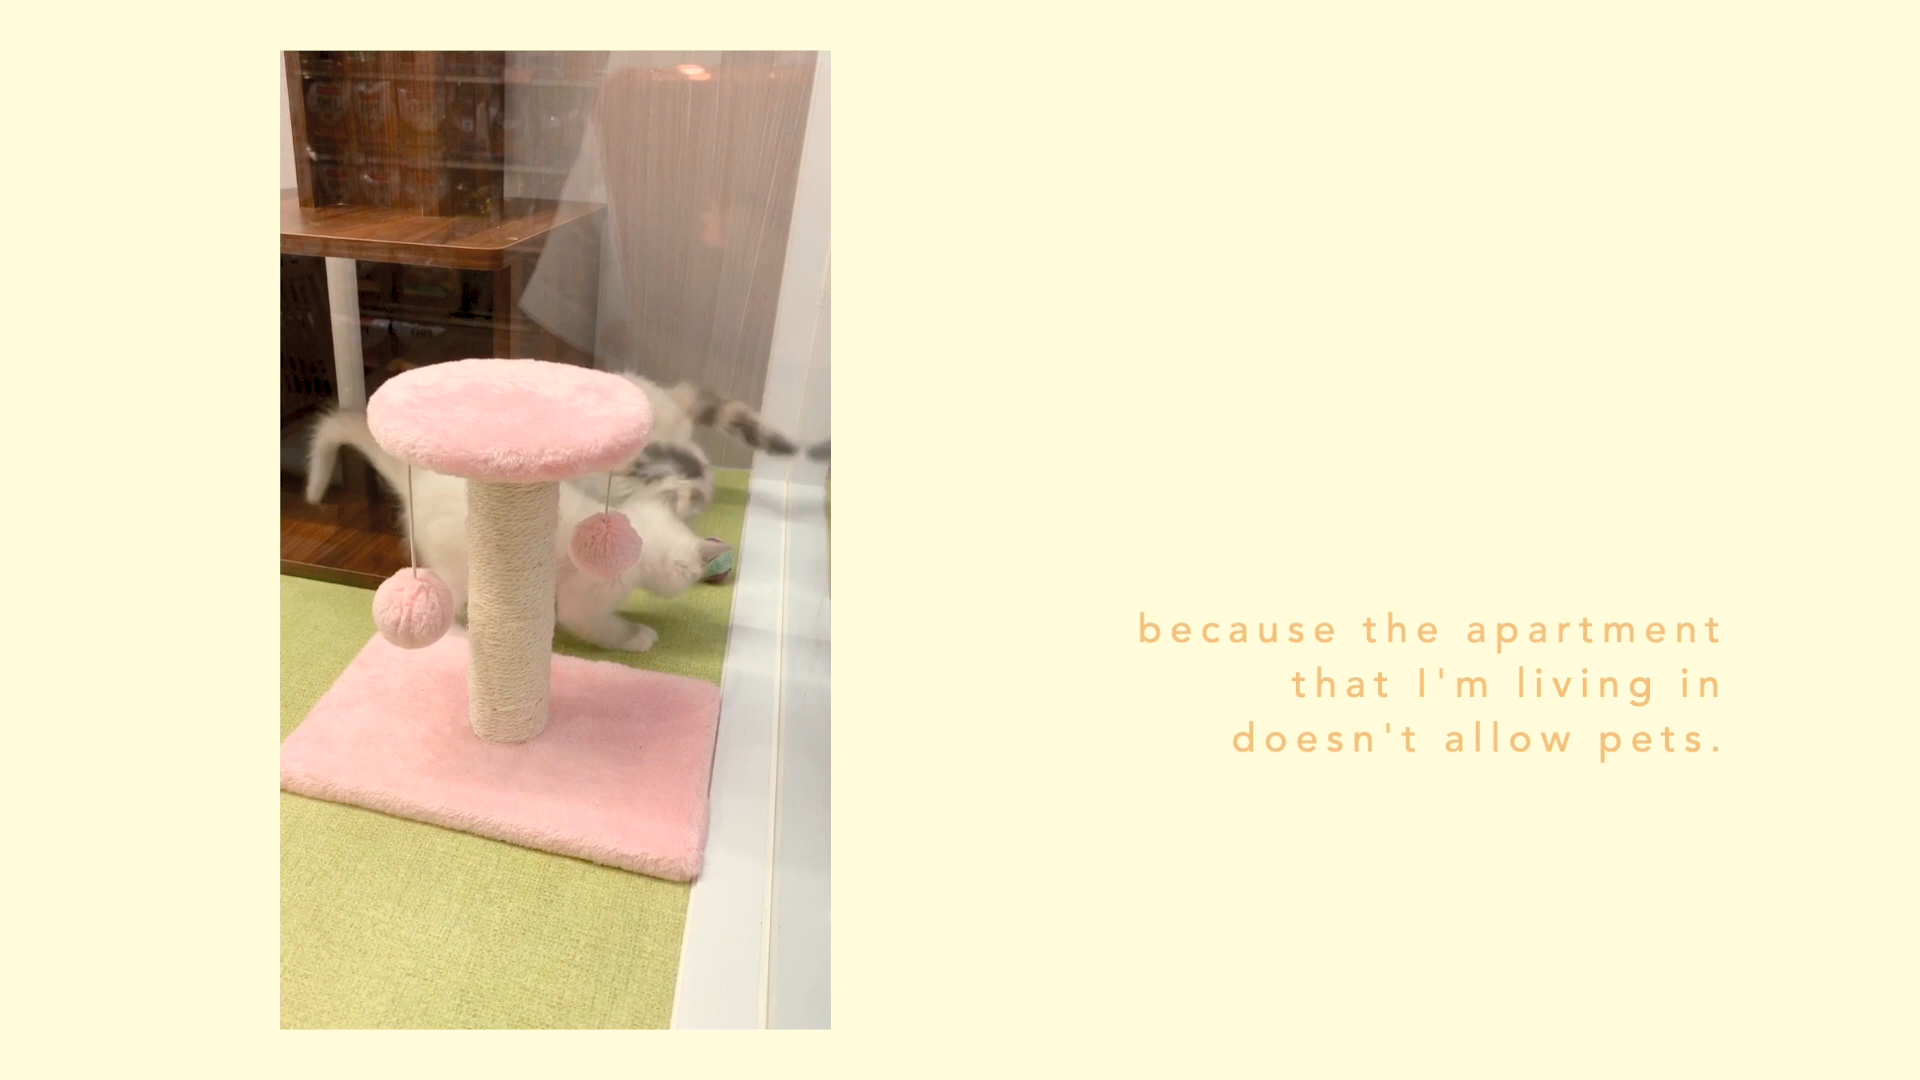 because the apartment
that I'm living in
doesn't allow pets.